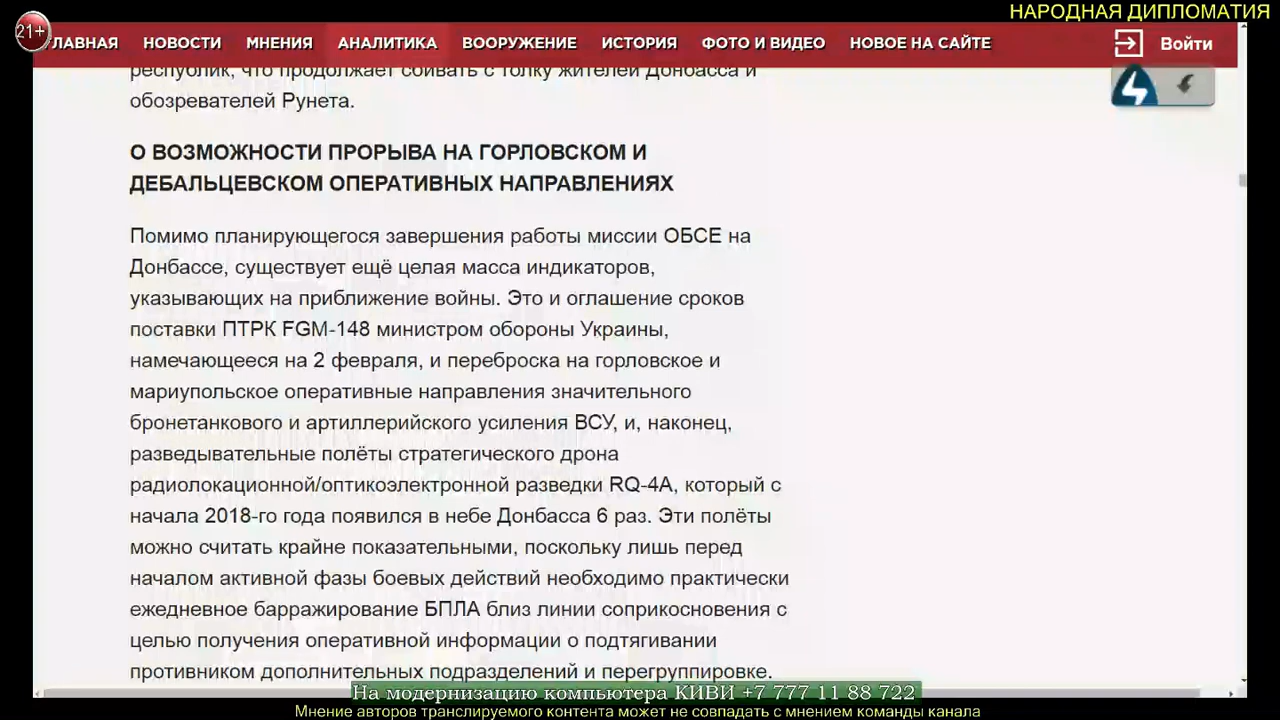 НАРОДНАЯ ДИПЛОМАТИЯ
21+
ЛАВНАЯ НОВОСТИ МНЕНИЯ АНАЛИТИКА ВООРУЖЕНИЕ ИСТОРИЯ ФОТО И ВИДЕО НОВОЕ НА САЙТЕ Войти
республик, что продолжает сбивать с толку жителей Донбасса и
обозревателей Рунета.
О ВОЗМОЖНОСТИ ПРОРЫВА НА ГОРЛОВСКОМ И
ДЕБАЛЬЦЕВСКОМ ОПЕРАТИВНЫХ НАПРАВЛЕНИЯХ
Помимо планирующегося завершения работы миссии ОБСЕ на
Донбассе, существует ещё целая масса индикаторов,
указывающих на приближение войны. Это и оглашение сроков
поставки ПТРК FGM-148 министром обороны Украины,
намечающееся на 2 февраля, и переброска на горловское и
мариупольское оперативные направления значительного
бронетанкового и артиллерийского усиления ВСУ, и, наконец,
разведывательные полёты стратегического дрона
радиолокационной/оптикоэлектронной разведки RQ-4A, который с
начала 2018-го года появился в небе Донбасса 6 раз. Эти полёты
можно считать крайне показательными, поскольку лишь перед
началом активной фазы боевых действий необходимо практически
ежедневное барражирование БПЛА близ линии соприкосновения с
целью получения оперативной информации о подтягивании
противником дополнительных подразделений и перегруппировке.
На модернизацию компьютера КИВИ +7 777 11 88 722
Мнение авторов транслируемого контента может не совпадать с мнением команды канала